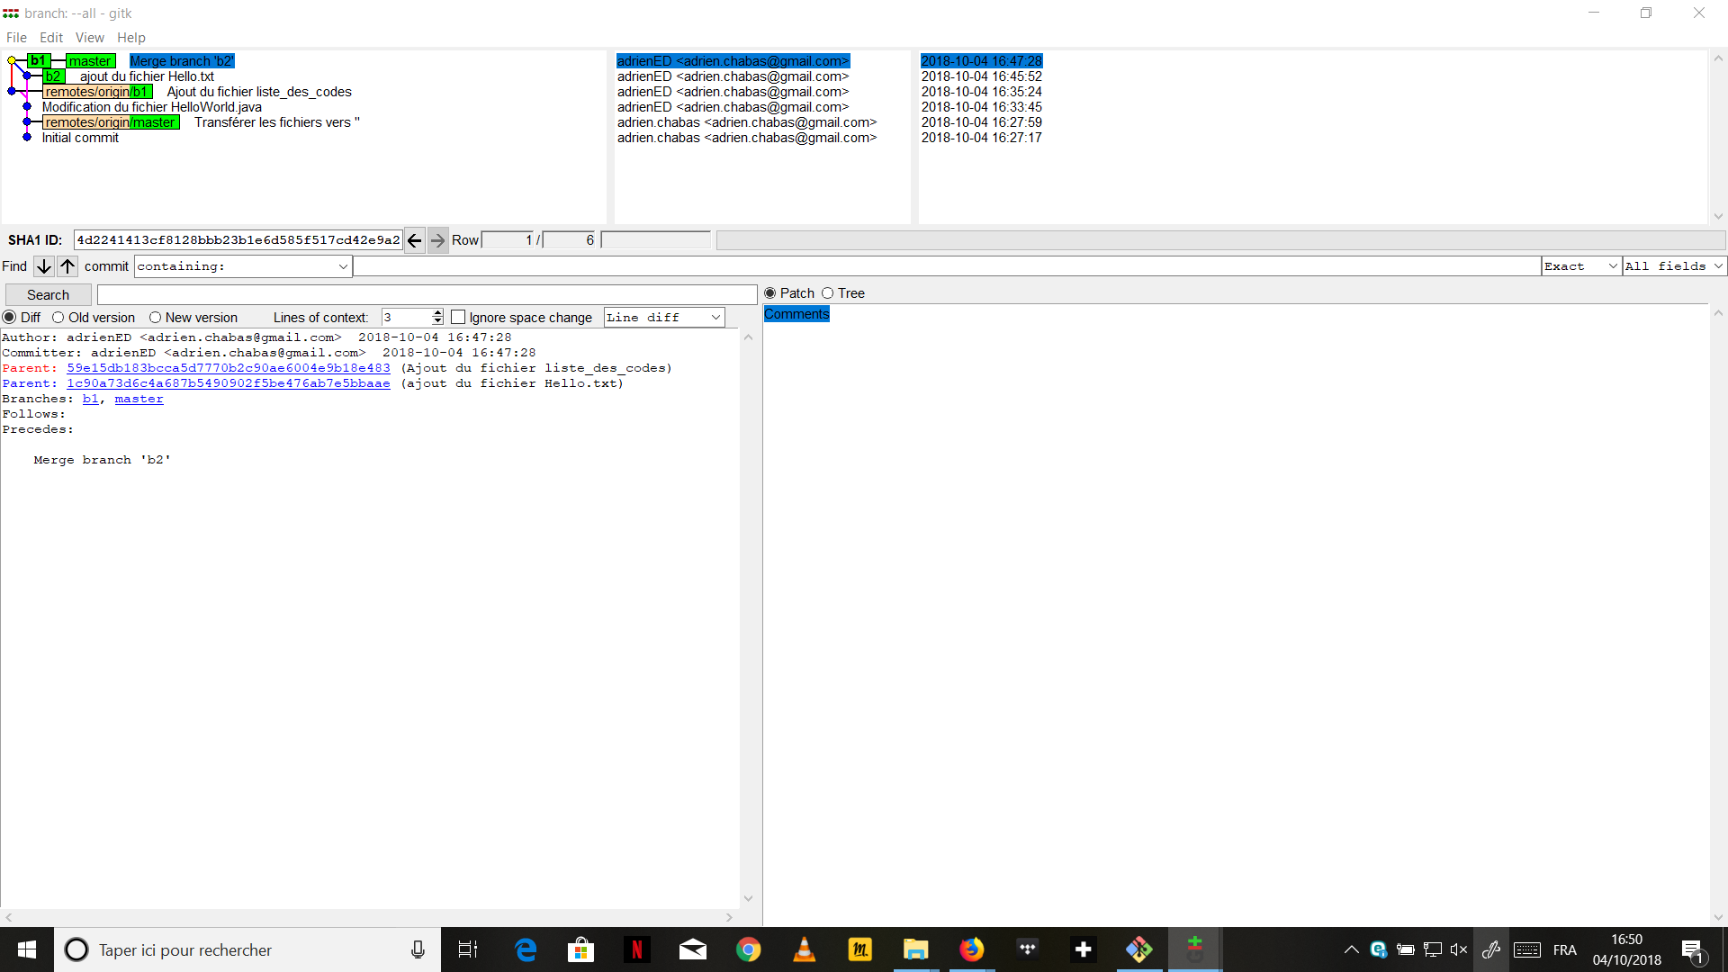 branch: --all - gitk
File Edit View Help
b1 master Merge branch 'b2' adrienED <adrien.chabas@gmail.com> 2018-10-04 16:47:28
b2 ajout du fichier Hello.txt adrienED <adrien.chabas@gmail.com> 2018-10-04 16:45:52
remotes/origin/b1 Ajout du fichier liste_des_codes adrienED <adrien.chabas@gmail.com> 2018-10-04 16:35:24
Modification du fichier HelloWorld.java adrienED <adrien.chabas@gmail.com> 2018-10-04 16:33:45
remotes/origin/master Transférer les fichiers vers '' adrien.chabas <adrien.chabas@gmail.com> 2018-10-04 16:27:59
Initial commit adrien.chabas <adrien.chabas@gmail.com> 2018-10-04 16:27:17
SHA1 ID: 4d2241413cf8128bbb23b1e6d585f517cd42e9a2 Row 1 / 6
Find commit containing: Exact All fields
Search Patch Tree
Diff Old version New version Lines of context: 3 Ignore space change Line diff Comments
Author: adrienED <adrien.chabas@gmail.com> 2018-10-04 16:47:28
Committer: adrienED <adrien.chabas@gmail.com> 2018-10-04 16:47:28
Parent: 59e15db183bcca5d7770b2c90ae6004e9b18e483 (Ajout du fichier liste_des_codes)
Parent: 1c90a73d6c4a687b5490902f5be476ab7e5bbaae (ajout du fichier Hello.txt)
Branches: b1, master
Follows:
Precedes:
Merge branch 'b2'
Taper ici pour rechercher FRA 16:50
04/10/2018 1